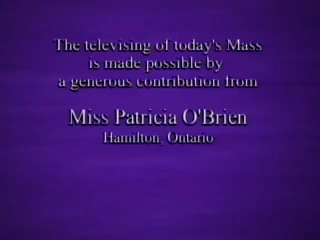 The televising of today's Mass
is made possible by
a generous contribution from
Miss Patricia O'Brien
Hamilton, Ontario